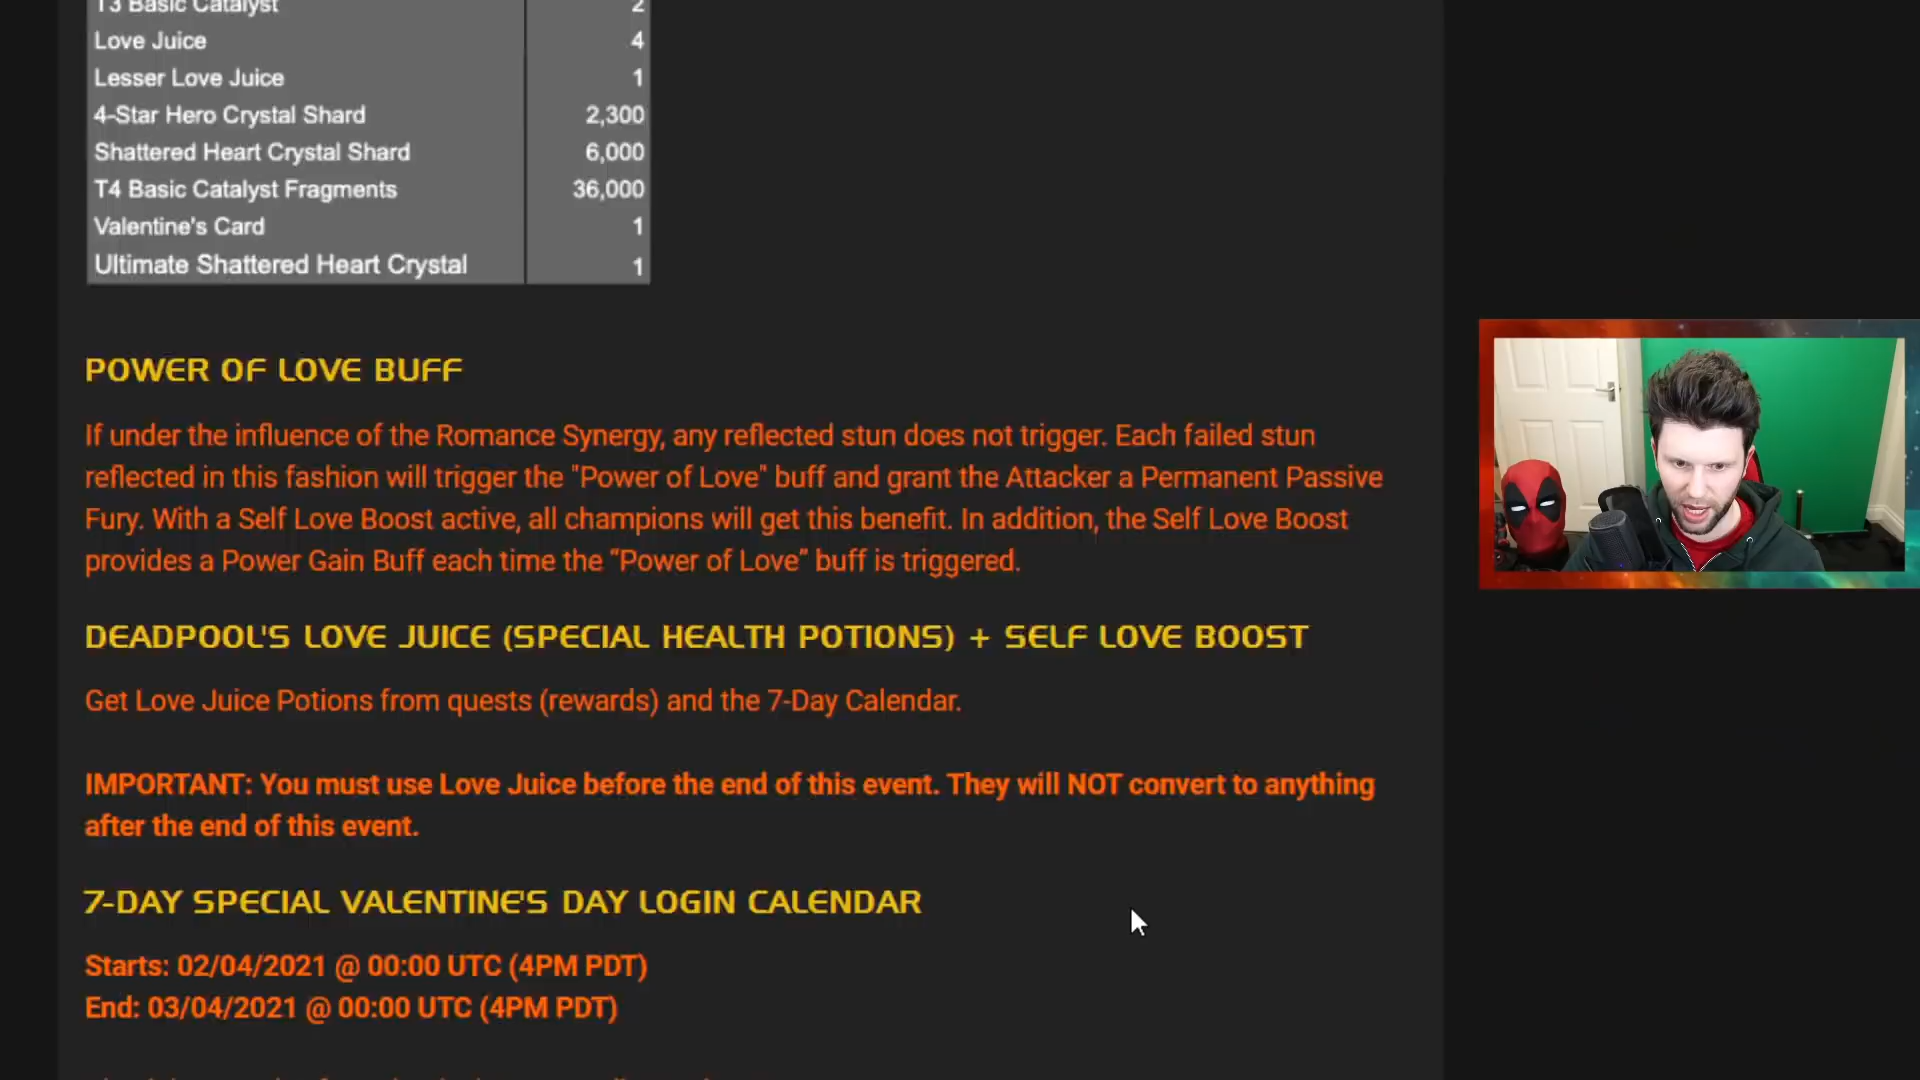 T3 Basic Catalyst 2
Love Juice 4
Lesser Love Juice 1
4-Star Hero Crystal Shard 2,300
Shattered Heart Crystal Shard 6,000
T4 Basic Catalyst Fragments 36,000
Valentine's Card 1
Ultimate Shattered Heart Crystal 1
POWER OF LOVE BUFF
If under the influence of the Romance Synergy, any reflected stun does not trigger. Each failed stun
reflected in this fashion will trigger the "Power of Love" buff and grant the Attacker a Permanent Passive
Fury. With a Self Love Boost active, all champions will get this benefit. In addition, the Self Love Boost
provides a Power Gain Buff each time the “Power of Love” buff is triggered.
DEADPOOL'S LOVE JUICE (SPECIAL HEALTH POTIONS) + SELF LOVE BOOST
Get Love Juice Potions from quests (rewards) and the 7-Day Calendar.
IMPORTANT: You must use Love Juice before the end of this event. They will NOT convert to anything
after the end of this event.
7-DAY SPECIAL VALENTINE'S DAY LOGIN CALENDAR
Starts: 02/04/2021 @ 00:00 UTC (4PM PDT)
End: 03/04/2021 @ 00:00 UTC (4PM PDT)